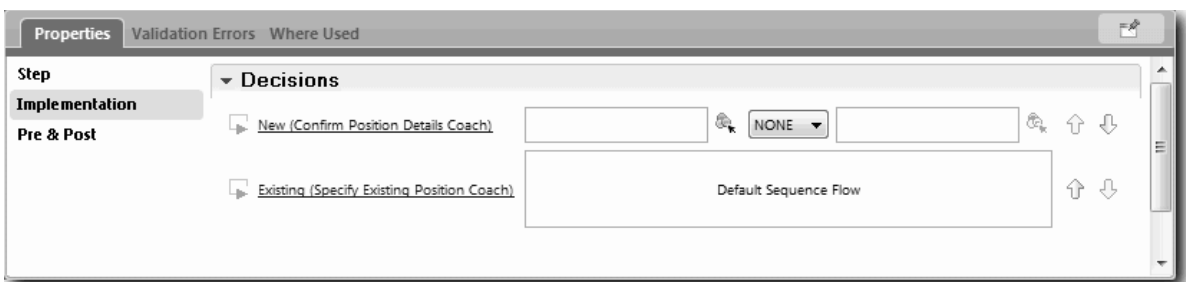 Properties Validation Errors Where Used
Step
Decisions
Implementation
New (Confirm Position Details Coach) NONE
Pre & Post
Existing (Specify Existing Position Coach) Default Sequence Flow